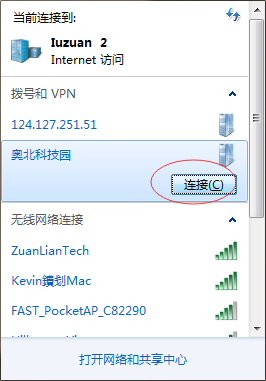 当前连接到:
Iuzuan 2
Internet 访问
拨号和 VPN
124.127.251.51
奥北科技园
连接(C)
无线网络连接
ZuanLianTech
Kevin鐨刬Mac
FAST_PocketAP_C82290
打开网络和共享中心